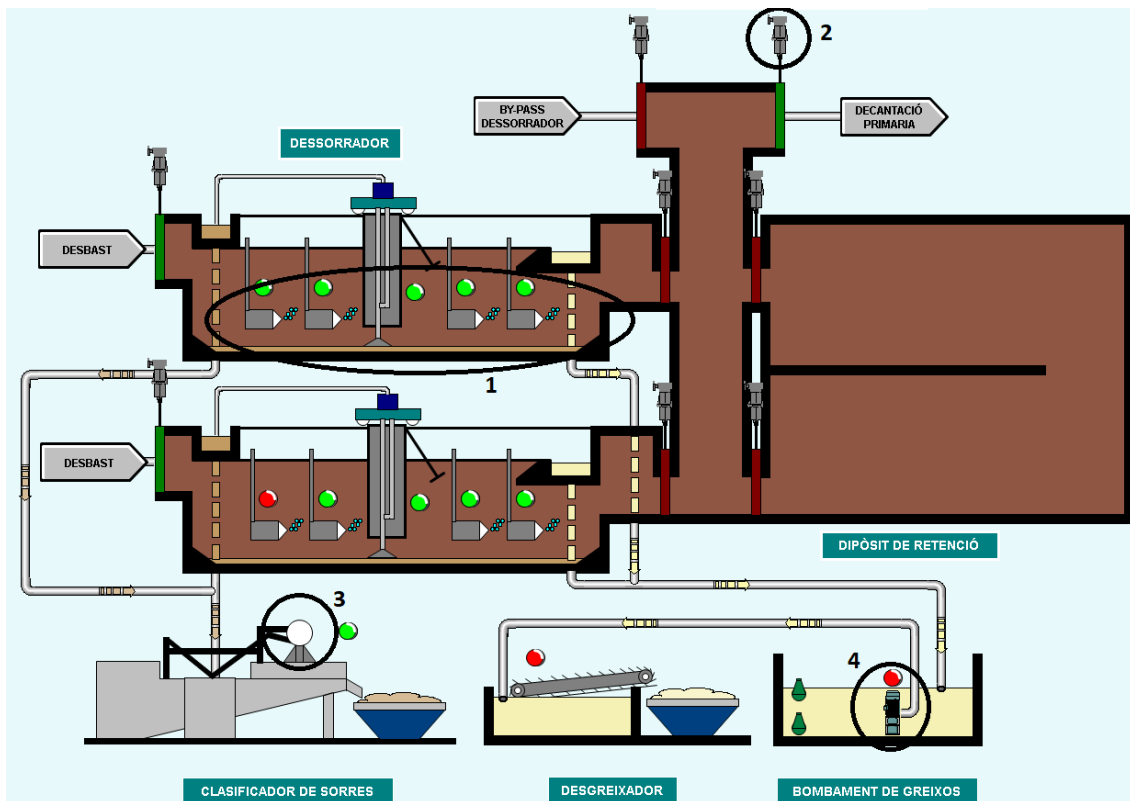 2
BY-PASS
DESSORRADOR
DECANTACIÓ
PRIMARIA
DESSORRADOR
DESBAST
1
DESBAST
DIPÒSIT DE RETENCIÓ
3
4
CLASIFICADOR DE SORRES
DESGREIXADOR
BOMBAMENT DE GREIXOS